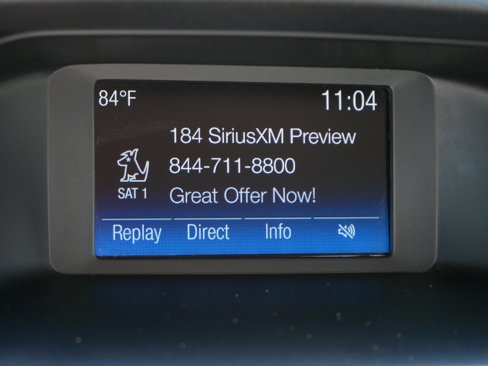 84°F 11:04
184 SiriusXM Preview
844-711-8800
SAT 1 Great Offer Now!
Replay Direct Info